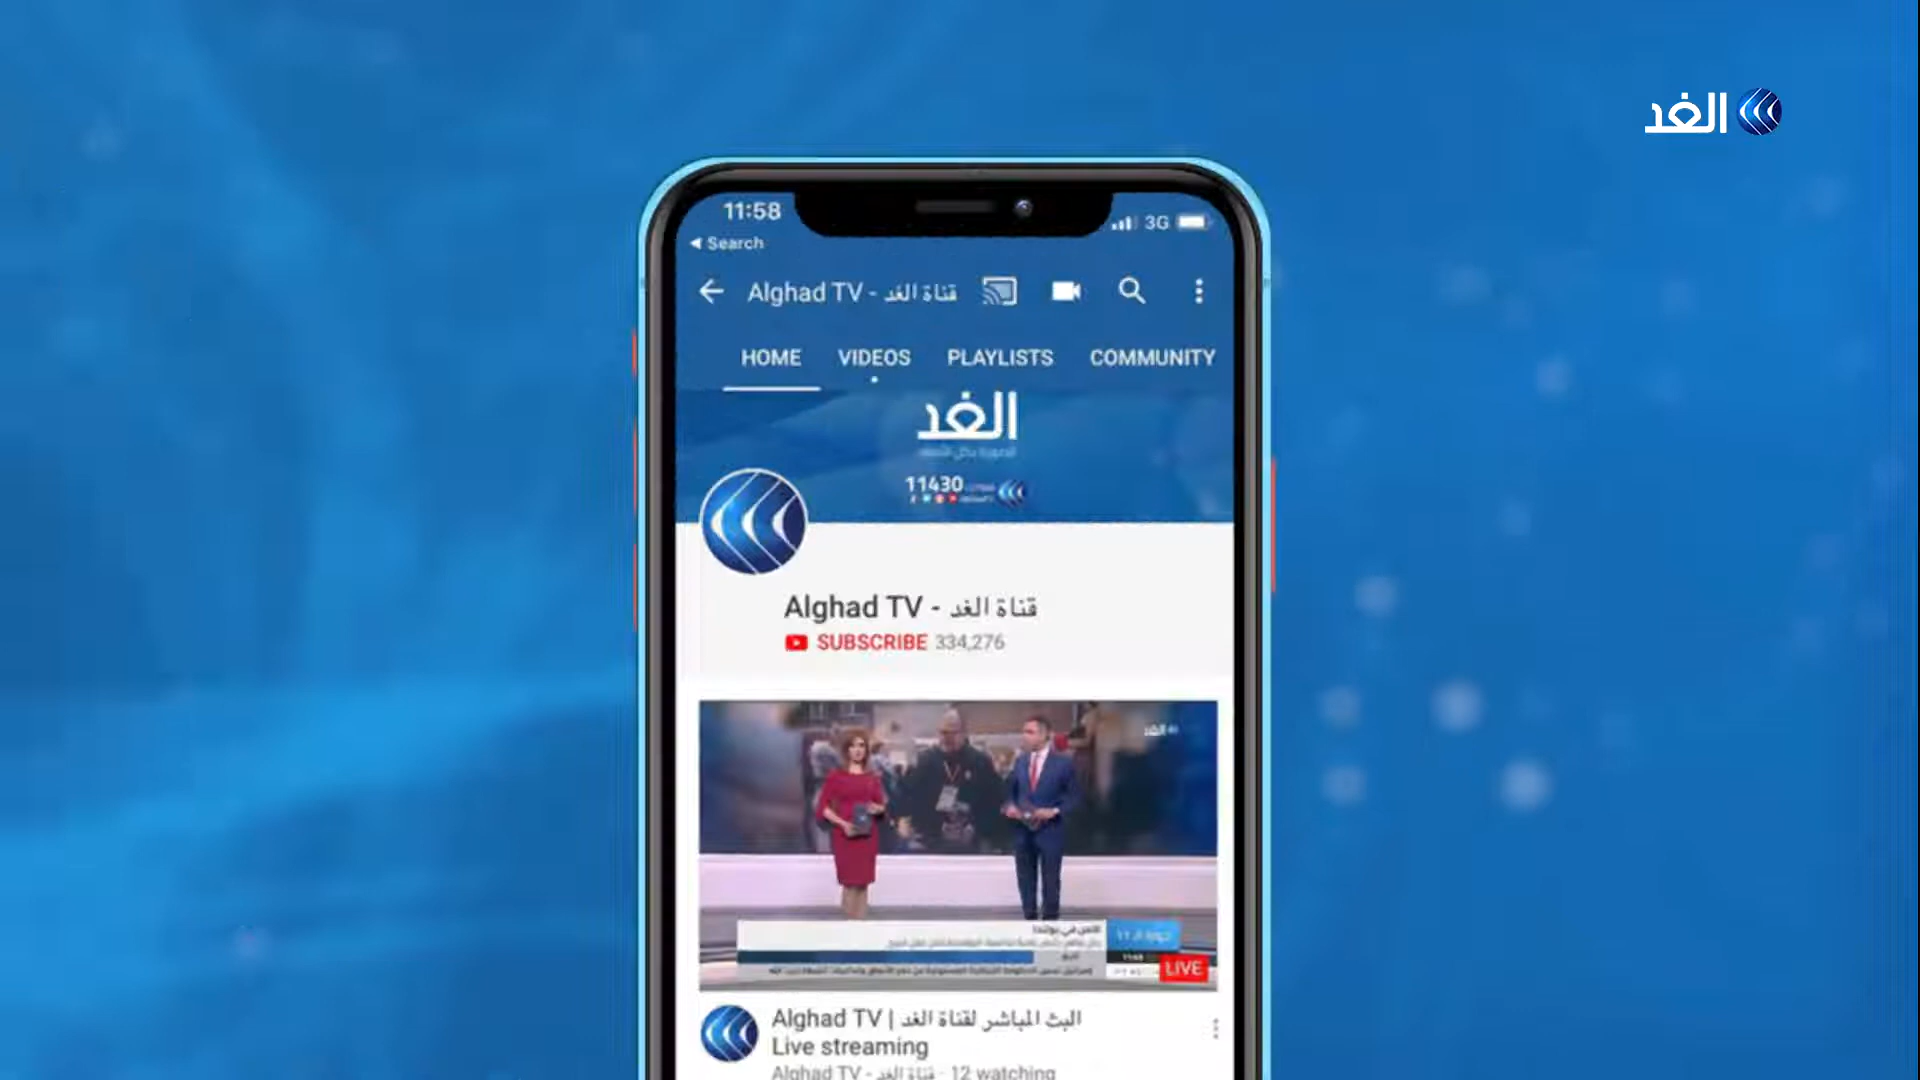 الغد
11:58
3G
Search
Alghad TV - قناة الغد
HOME VIDEOS PLAYLISTS COMMUNITY
الغد
11430
Alghad TV - قناة الغد
SUBSCRIBE 334,276
الغد
LIVE
Alghad TV | البث المباشر لقناة الغد
Live streaming
Alghad TV - قناة الغد · 12 watching